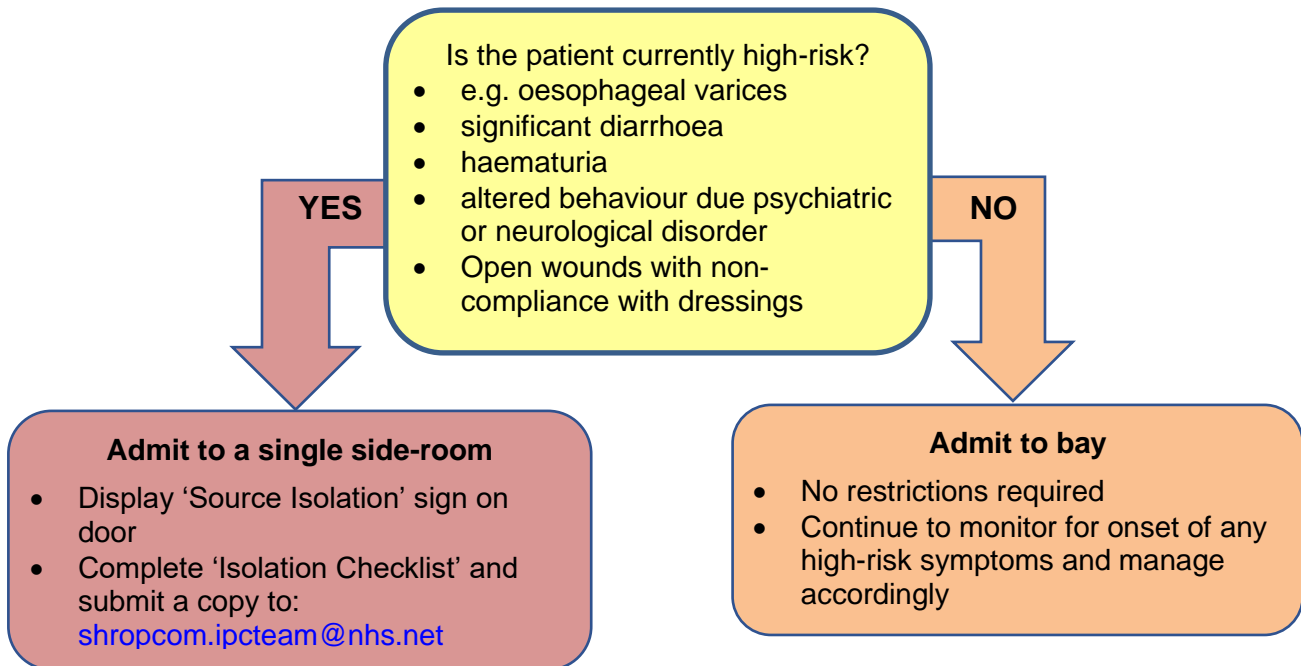 Is the patient currently high-risk?
• e.g. oesophageal varices
• significant diarrhoea
• haematuria
• altered behaviour due psychiatric
or neurological disorder
• Open wounds with non-
compliance with dressings
YES
NO
Admit to a single side-room
• Display ‘Source Isolation’ sign on
door
• Complete ‘Isolation Checklist’ and
submit a copy to:
shropcom.ipcteam@nhs.net
Admit to bay
• No restrictions required
• Continue to monitor for onset of any
high-risk symptoms and manage
accordingly